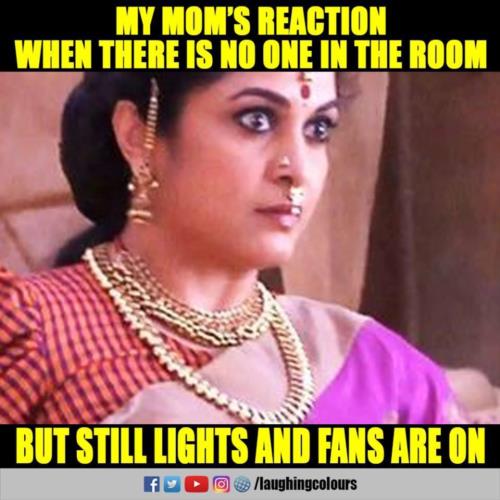 MY MOM'S REACTION
WHEN THERE IS NO ONE IN THE ROOM
BUT STILL LIGHTS AND FANS ARE ON
/laughingcolours